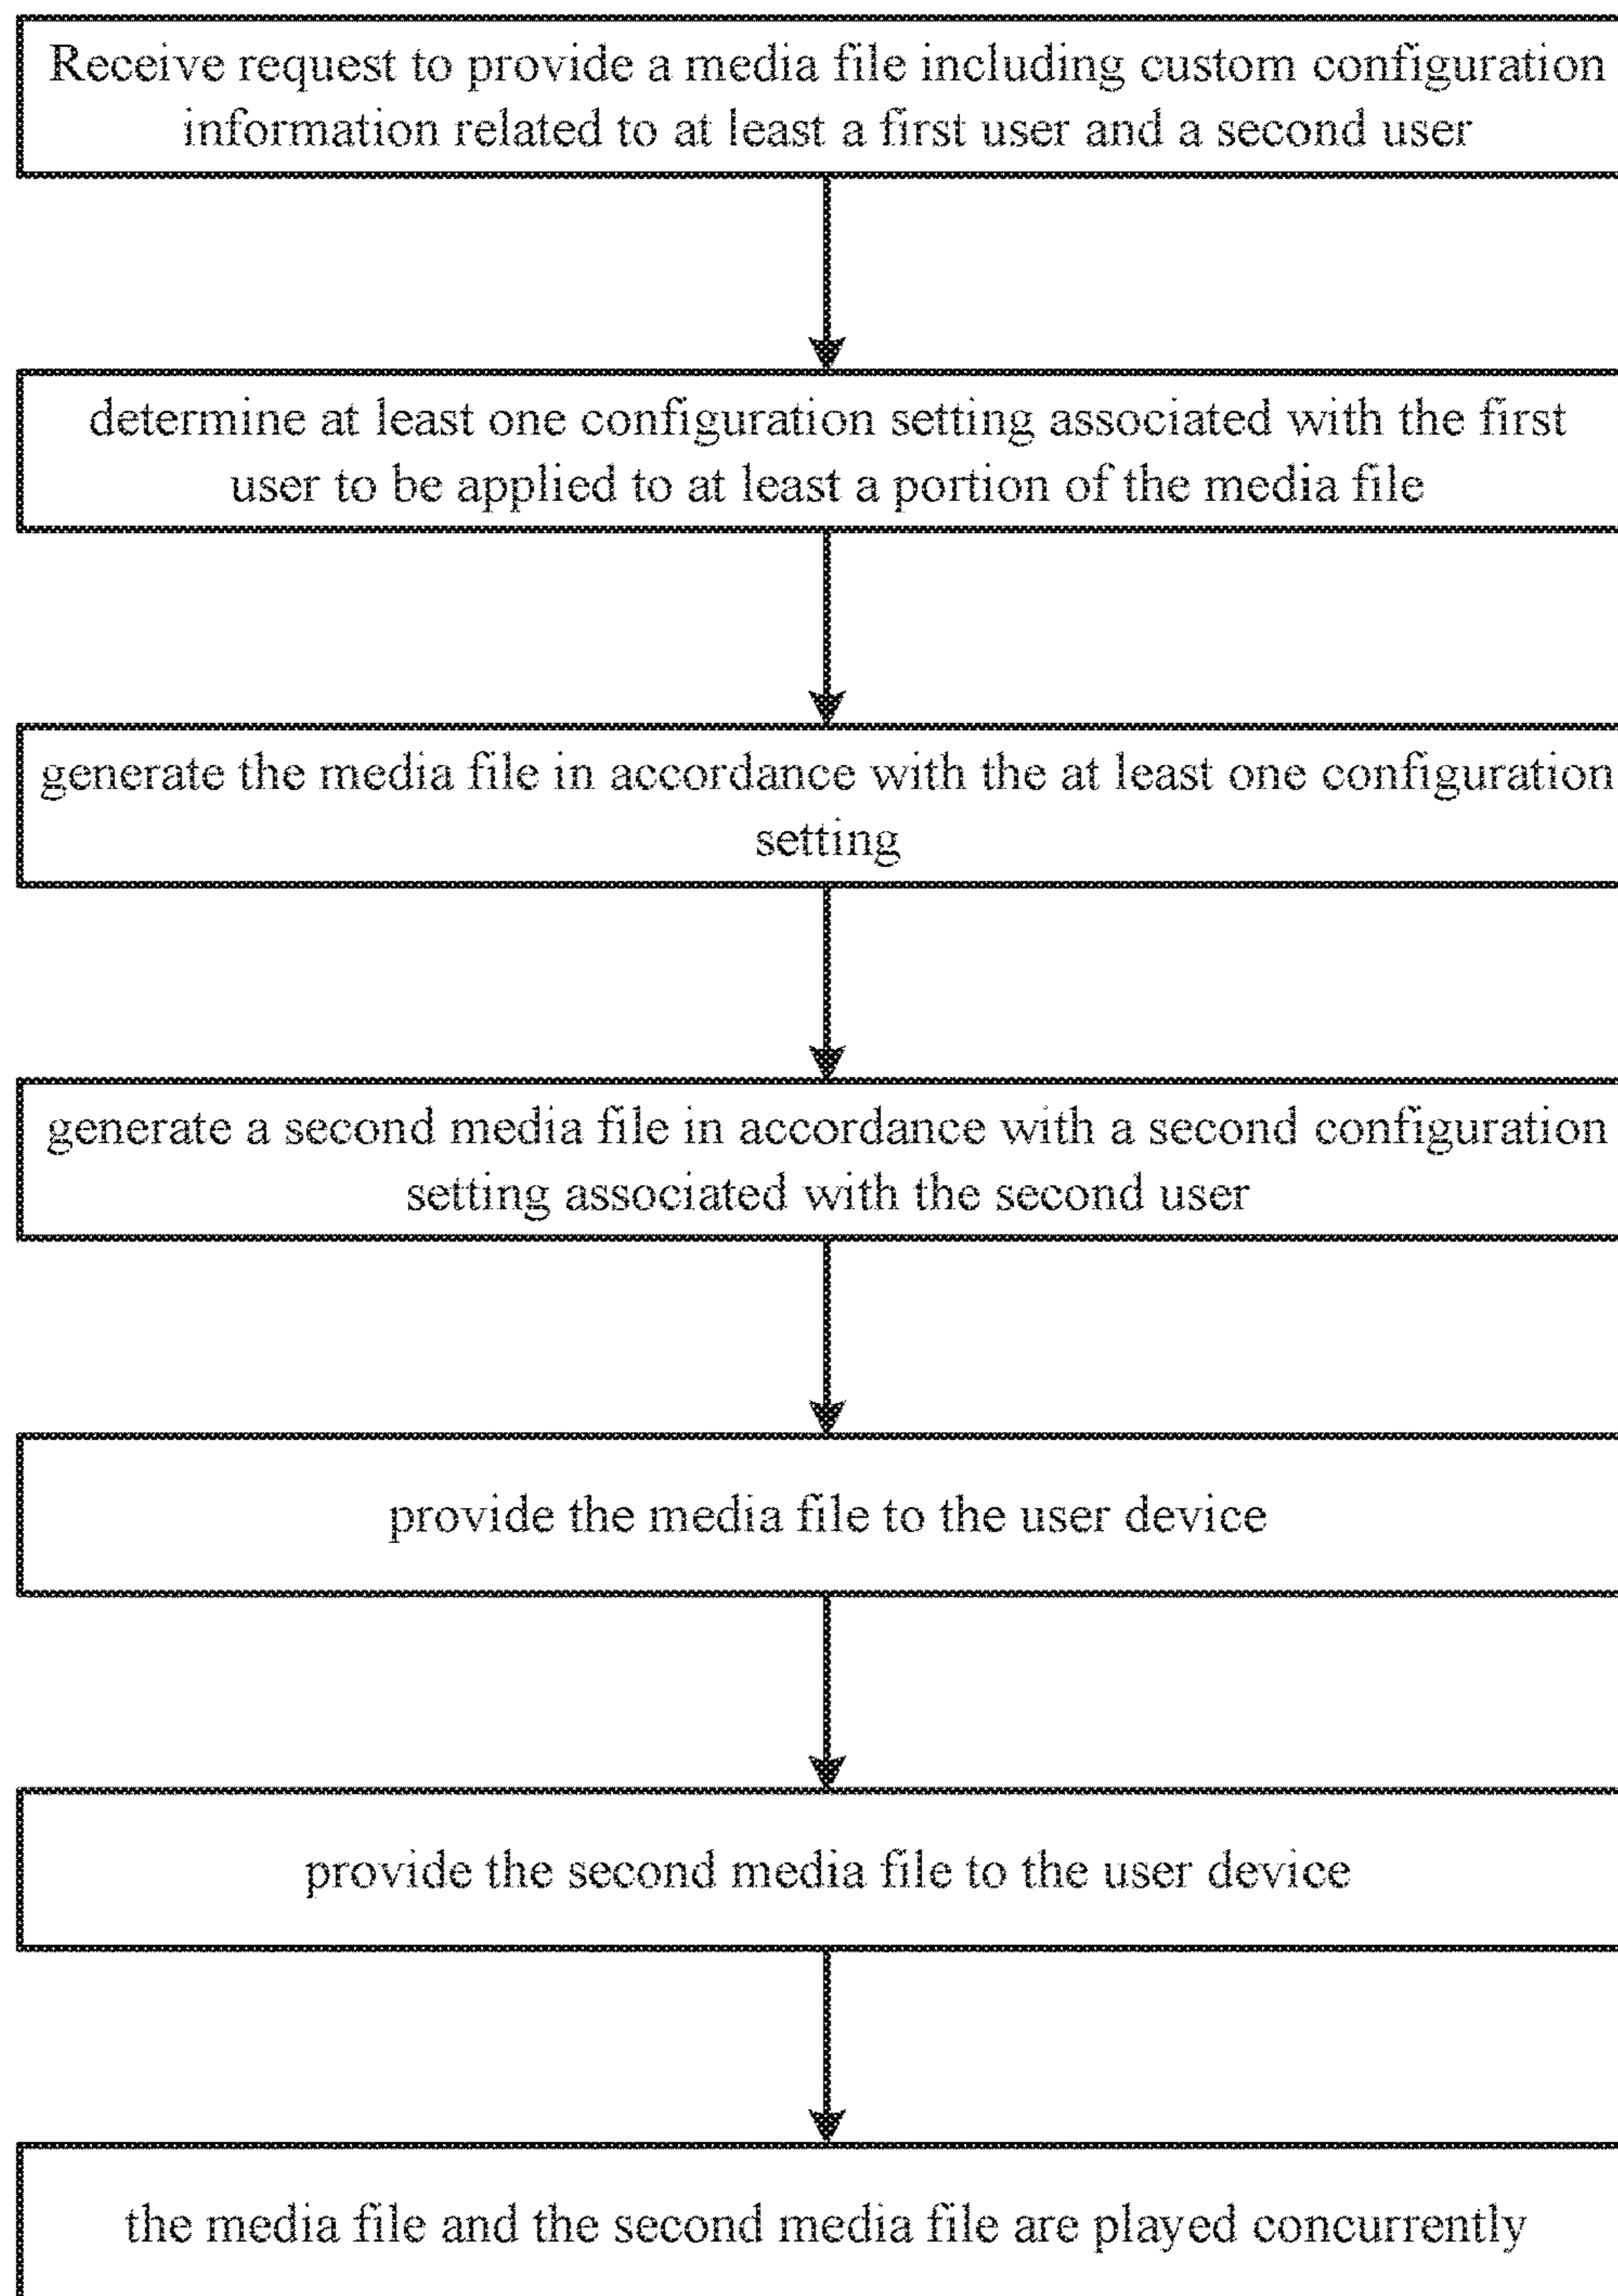 Receive request to provide a media file including custom configuration
information related to at least a first user and a second user
determine at least one configuration setting associated with the first
user to be applied to at least a portion of the media file
generate the media file in accordance with the at least one configuration
setting
generate a second media file in accordance with a second configuration
setting associated with the second user
provide the media file to the user device
provide the second media file to the user device
the media file and the second media file are played concurrently